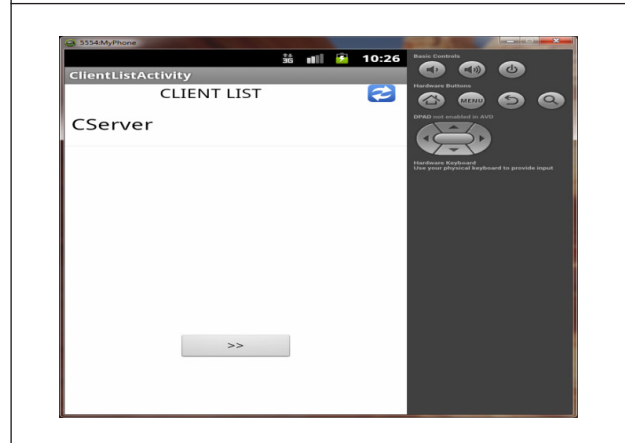 5554:MyPhone
3G 10:26
ClientListActivity
CLIENT LIST
CServer
>>
Basic Controls
Hardware Buttons
MENU
DPAD not enabled in AVD
Hardware Keyboard
Use your physical keyboard to provide input